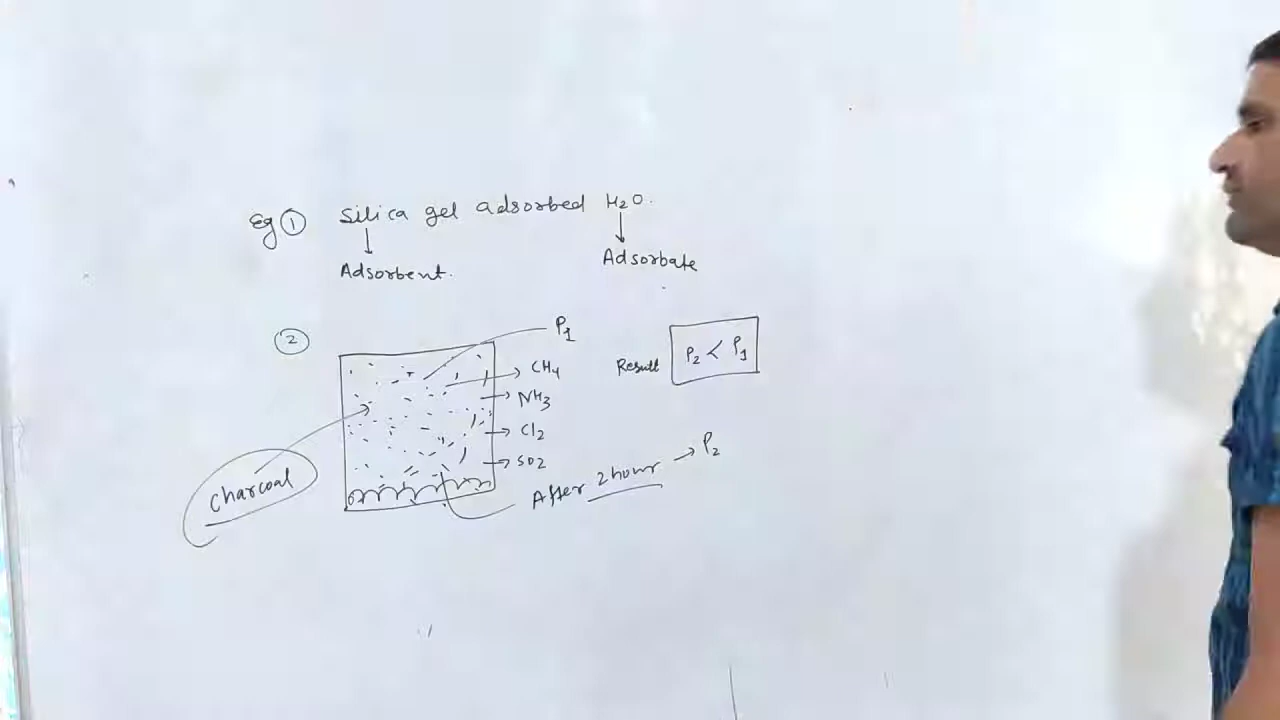 Eg ① Silica gel adsorbed H₂O.
↓ ↓
Adsorbent. Adsorbate
② P₁
Result P₂ < P₁
→ CH₄
→ NH₃
→ Cl₂
→ SO₂
Charcoal
After 2 hour → P₂